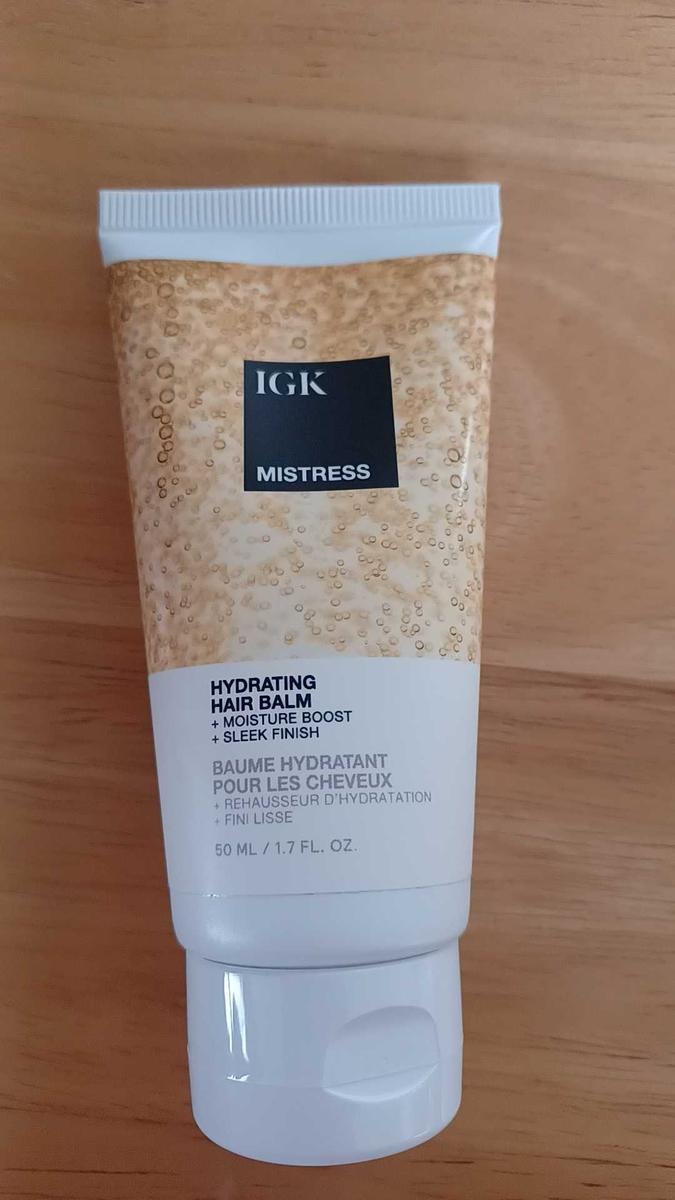 IGK
MISTRESS
HYDRATING
HAIR BALM
+ MOISTURE BOOST
+ SLEEK FINISH
BAUME HYDRATANT
POUR LES CHEVEUX
+ REHAUSSEUR D'HYDRATATION
+ FINI LISSE
50 ML / 1.7 FL. OZ.